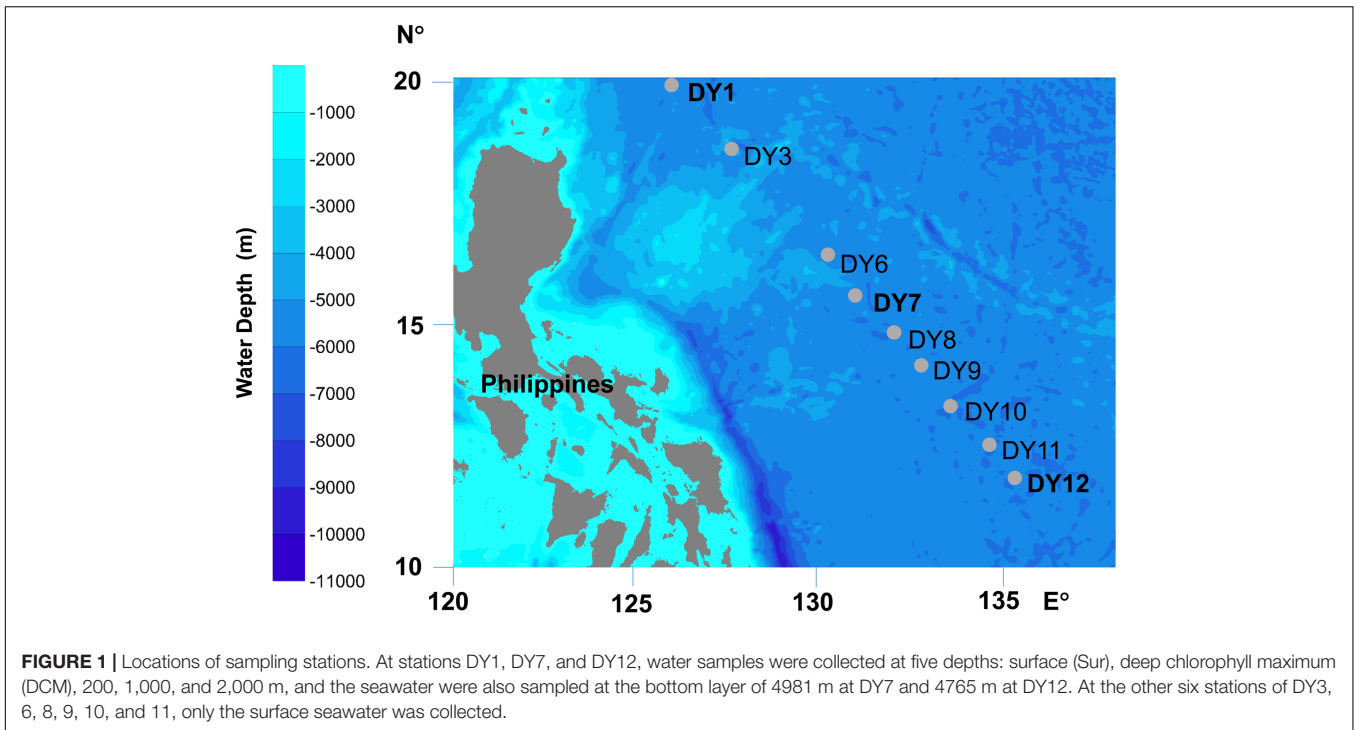 N°
20
15
10
120
125
130
135
E°
Water Depth (m)
-1000
-2000
-3000
-4000
-5000
-6000
-7000
-8000
-9000
-10000
-11000
DY1
DY3
DY6
DY7
DY8
DY9
DY10
DY11
DY12
Philippines
FIGURE 1 | Locations of sampling stations. At stations DY1, DY7, and DY12, water samples were collected at five depths: surface (Sur), deep chlorophyll maximum
(DCM), 200, 1,000, and 2,000 m, and the seawater were also sampled at the bottom layer of 4981 m at DY7 and 4765 m at DY12. At the other six stations of DY3,
6, 8, 9, 10, and 11, only the surface seawater was collected.